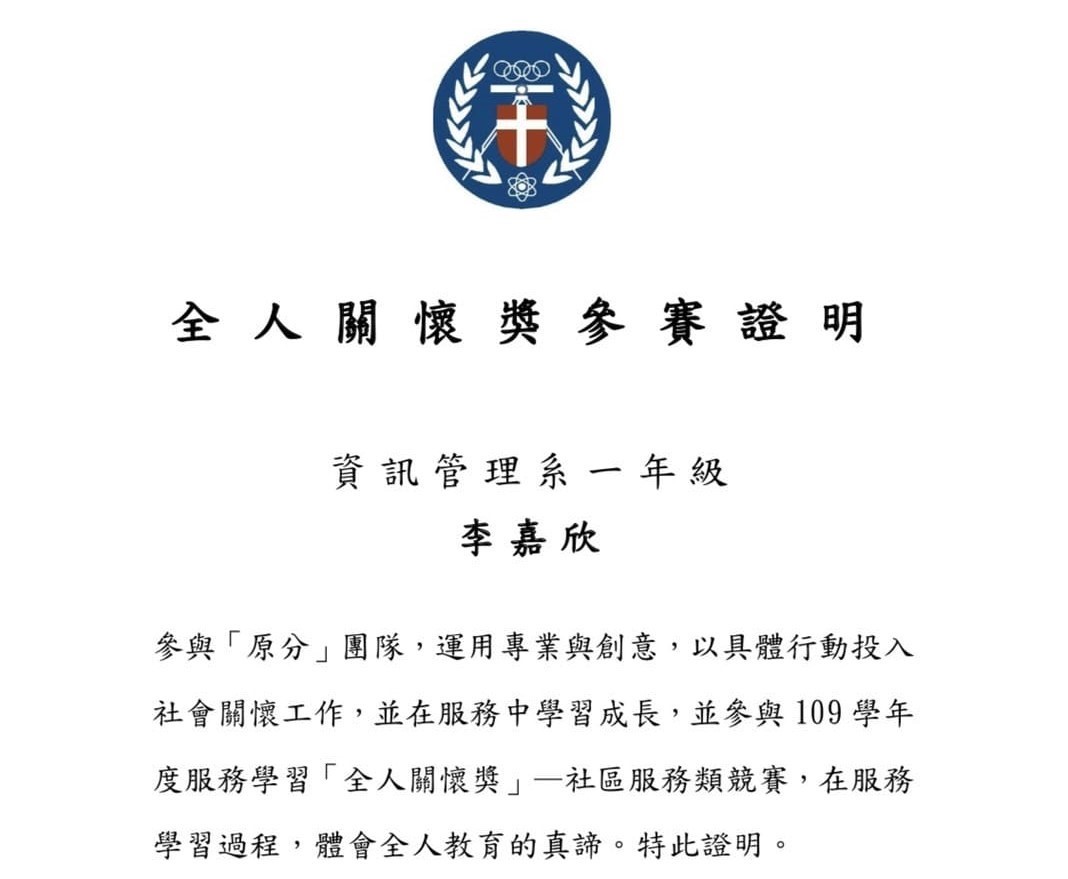 全人關懷獎參賽證明
資訊管理系一年級
李嘉欣
參與「原分」團隊，運用專業與創意，以具體行動投入
社會關懷工作，並在服務中學習成長，並參與 109 學年
度服務學習「全人關懷獎」—社區服務類競賽，在服務
學習過程，體會全人教育的真諦。特此證明。